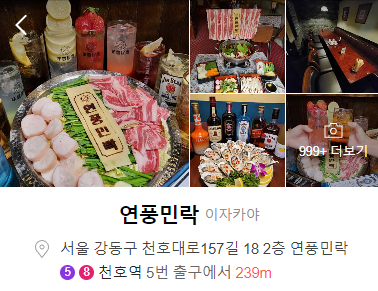 연풍민락
999+ 더보기
연풍민락 이자카야
서울 강동구 천호대로157길 18 2층 연풍민락
5 8 천호역 5번 출구에서 239m